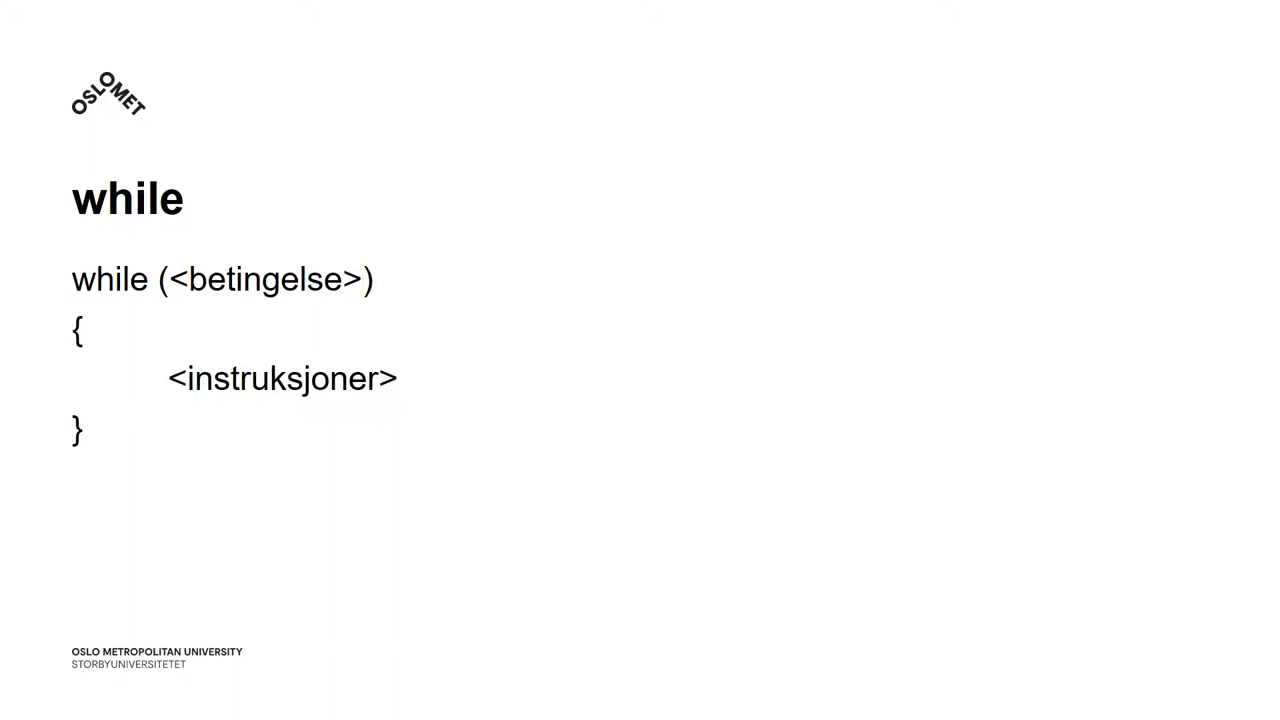 OSLOMET
while
while (<betingelse>)
{
<instruksjoner>
}
OSLO METROPOLITAN UNIVERSITY
STORBYUNIVERSITETET